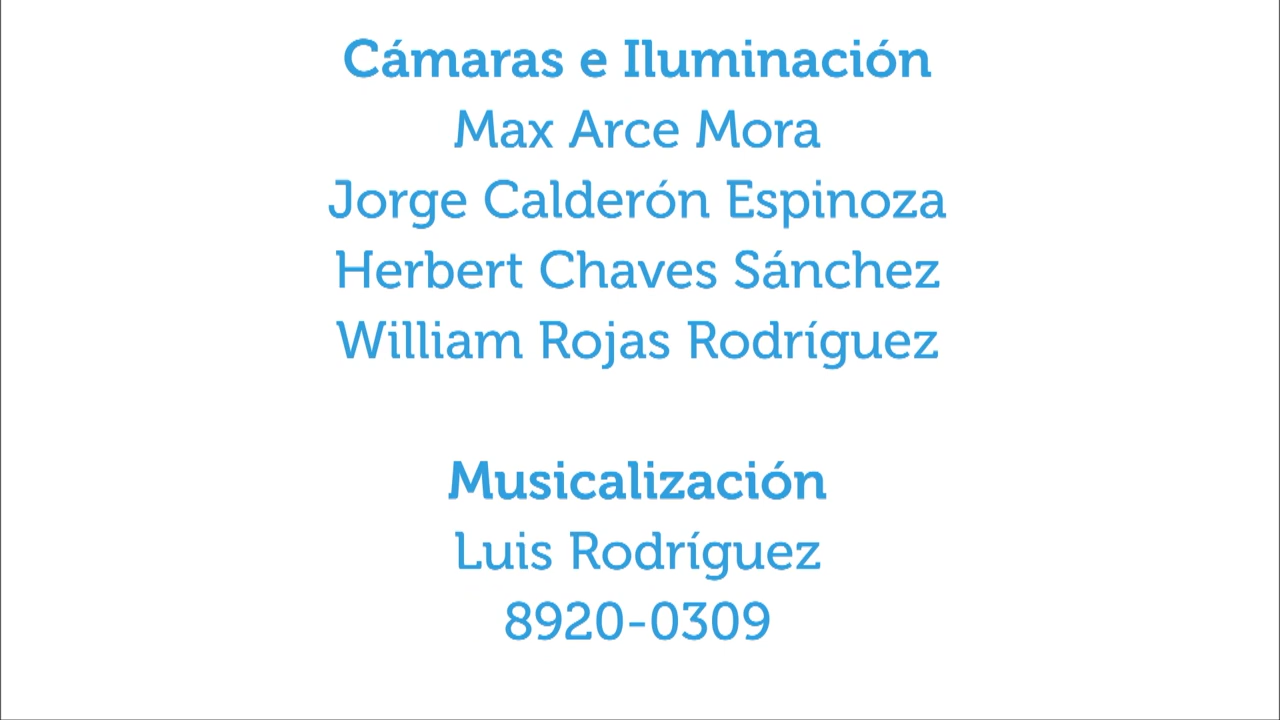 Cámaras e Iluminación
Max Arce Mora
Jorge Calderón Espinoza
Herbert Chaves Sánchez
William Rojas Rodríguez
Musicalización
Luis Rodríguez
8920-0309